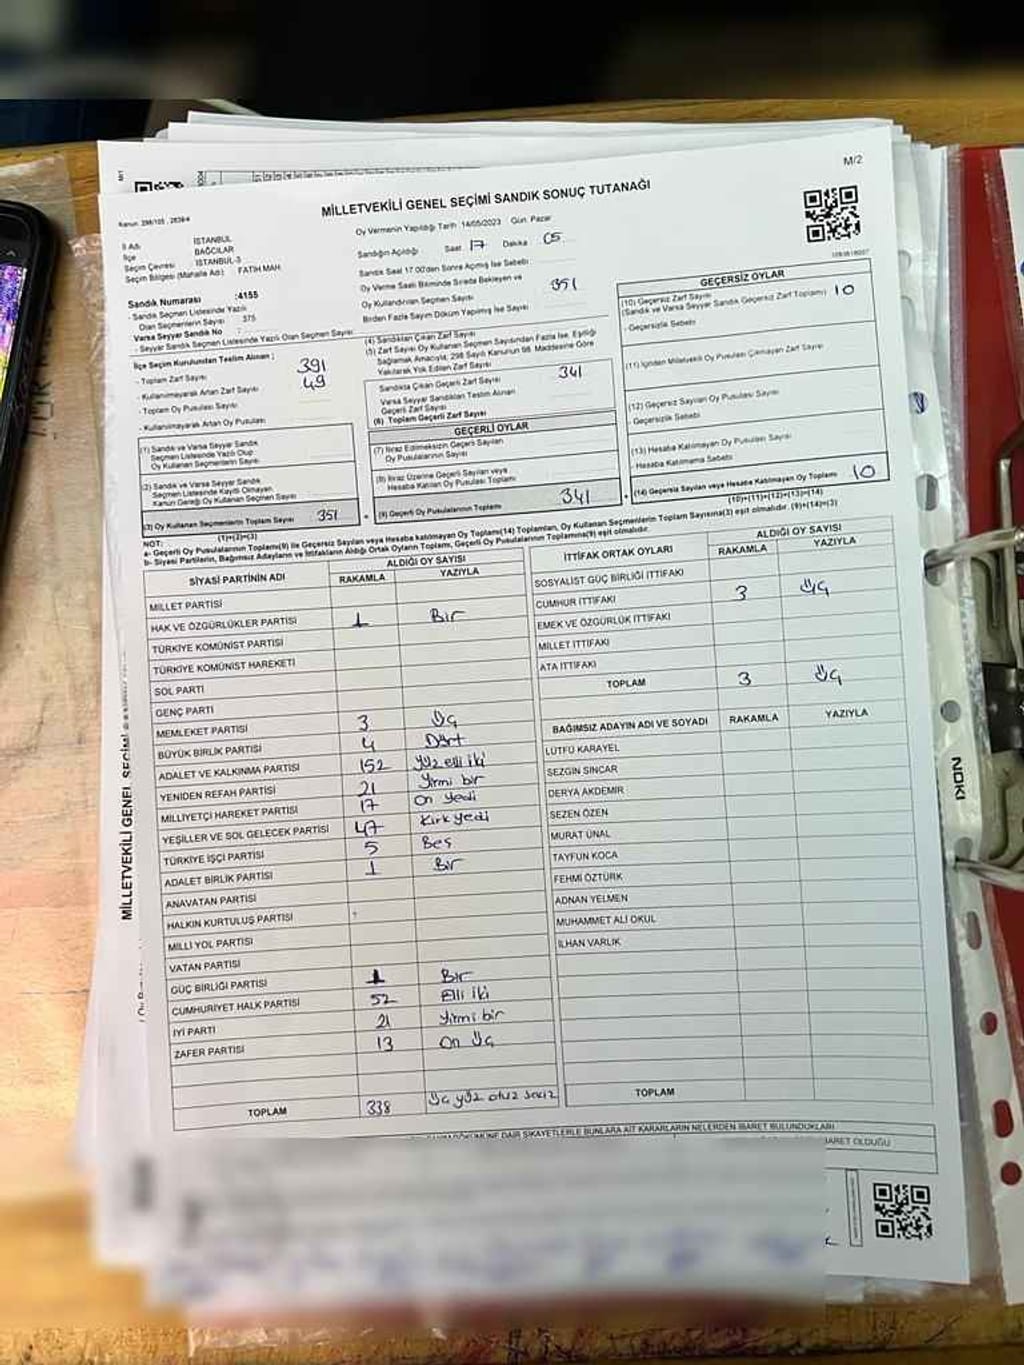 M/2
MİLLETVEKİLİ GENEL SEÇİMİ SANDIK SONUÇ TUTANAĞI
Kanun: 298/105 , 2839/4
İl Adı İSTANBUL
İlçe BAĞCILAR
Seçim Çevresi İSTANBUL-3
Seçim Bölgesi (Mahalle Adı) FATİH MAH.
Sandık Numarası :4155
- Sandık Seçmen Listesinde Yazılı
Olan Seçmenlerin Sayısı : 375
Varsa Seyyar Sandık No :
- Seyyar Sandık Seçmen Listesinde Yazılı Olan Seçmen Sayısı
Oy Vermenin Yapıldığı Tarih 14/05/2023 Gün: Pazar
Sandığın Açıldığı Saat 17 Dakika 05
Sandık Saat 17.00'den Sonra Açılmış İse Sebebi
Oy Verme Saati Bitiminde Sırada Bekleyen ve
Oy Kullandırılan Seçmen Sayısı 351
Birden Fazla Sayım Döküm Yapılmış İse Sayısı
İlçe Seçim Kurulundan Teslim Alınan ;
- Toplam Zarf Sayısı 391
- Kullanılmayarak Artan Zarf Sayısı 49
- Toplam Oy Pusulası Sayısı
- Kullanılmayarak Artan Oy Pusulası
(1) Sandık ve Varsa Seyyar Sandık
Seçmen Listesinde Yazılı Olup
Oy Kullanan Seçmenlerin Sayısı
(2) Sandık ve Varsa Seyyar Sandık
Seçmen Listesinde Kayıtlı Olmayan
Kanun Gereği Oy Kullanan Seçmen Sayısı
(3) Oy Kullanan Seçmenlerin Toplam Sayısı 351
(1)+(2)=(3)
(4) Sandıktan Çıkan Zarf Sayısı
(5) Zarf Sayısı Oy Kullanan Seçmen Sayısından Fazla İse, Eşitliği
Sağlamak Amacıyla; 298 Sayılı Kanunun 98. Maddesine Göre
Yakılarak Yok Edilen Zarf Sayısı
Sandıkta Çıkan Geçerli Zarf Sayısı 341
Varsa Seyyar Sandıktan Teslim Alınan
Geçerli Zarf Sayısı
(6) Toplam Geçerli Zarf Sayısı
GEÇERLİ OYLAR
(7) İtiraz Edilmeksizin Geçerli Sayılan
Oy Pusulalarının Sayısı
(8) İtiraz Üzerine Geçerli Sayılan veya
Hesaba Katılan Oy Pusulası Toplamı
(9) Geçerli Oy Pusulalarının Toplamı 341
GEÇERSİZ OYLAR
(10) Geçersiz Zarf Sayısı
(Sandık ve Varsa Seyyar Sandık Geçersiz Zarf Toplamı) 10
- Geçersizlik Sebebi
(11) İçinden Milletvekili Oy Pusulası Çıkmayan Zarf Sayısı
(12) Geçersiz Sayılan Oy Pusulası Sayısı
- Geçersizlik Sebebi
(13) Hesaba Katılmayan Oy Pusulası Sayısı
Hesaba Katılmama Sebebi
(14) Geçersiz Sayılan veya Hesaba Katılmayan Oy Toplamı 10
(10)+(11)+(12)+(13)=(14)
NOT:
a- Geçerli Oy Pusulalarının Toplamı(9) ile Geçersiz Sayılan veya Hesaba katılmayan Oy Toplamı(14) Toplamları, Oy Kullanan Seçmenlerin Toplam Sayısına(3) eşit olmalıdır. (9)+(14)=(3)
b- Siyasi Partilerin, Bağımsız Adayların ve İttifakların Aldığı Ortak Oyların Toplamı, Geçerli Oy Pusulalarının Toplamına(9) eşit olmalıdır.
SİYASİ PARTİNİN ADI ALDIĞI OY SAYISI
RAKAMLA YAZIYLA
MİLLET PARTİSİ
HAK VE ÖZGÜRLÜKLER PARTİSİ 1 Bir
TÜRKİYE KOMÜNİST PARTİSİ
TÜRKİYE KOMÜNİST HAREKETİ
SOL PARTİ
GENÇ PARTİ
MEMLEKET PARTİSİ 3 Üç
BÜYÜK BİRLİK PARTİSİ 4 Dört
ADALET VE KALKINMA PARTİSİ 152 Yüz elli iki
YENİDEN REFAH PARTİSİ 21 Yirmi bir
MİLLİYETÇİ HAREKET PARTİSİ 17 On yedi
YEŞİLLER VE SOL GELECEK PARTİSİ 47 Kırk yedi
TÜRKİYE İŞÇİ PARTİSİ 5 Beş
ADALET BİRLİK PARTİSİ 1 Bir
ANAVATAN PARTİSİ
HALKIN KURTULUŞ PARTİSİ
MİLLİ YOL PARTİSİ
VATAN PARTİSİ
GÜÇ BİRLİĞİ PARTİSİ 1 Bir
CUMHURİYET HALK PARTİSİ 52 Elli iki
İYİ PARTİ 21 Yirmi bir
ZAFER PARTİSİ 13 On Üç
TOPLAM 338 Üç yüz otuz sekiz
İTTİFAK ORTAK OYLARI ALDIĞI OY SAYISI
RAKAMLA YAZIYLA
SOSYALİST GÜÇ BİRLİĞİ İTTİFAKI
CUMHUR İTTİFAKI 3 Üç
EMEK VE ÖZGÜRLÜK İTTİFAKI
MİLLET İTTİFAKI
ATA İTTİFAKI
TOPLAM 3 Üç
BAĞIMSIZ ADAYIN ADI VE SOYADI RAKAMLA YAZIYLA
LÜTFÜ KARAYEL
SEZGİN SİNCAR
DERYA AKDEMİR
SEZEN ÖZEN
MURAT ÜNAL
TAYFUN KOCA
FEHMİ ÖZTÜRK
ADNAN YELMEN
MUHAMMET ALİ OKUL
İLHAN VARLIK
TOPLAM
DÖKÜMÜNE DAİR ŞİKAYETLERLE BUNLARA AİT KARARLARIN NELERDEN İBARET BULUNDUKLARI
İBARET OLDUĞU
MİLLETVEKİLİ GENEL SEÇİMİ
NOKI